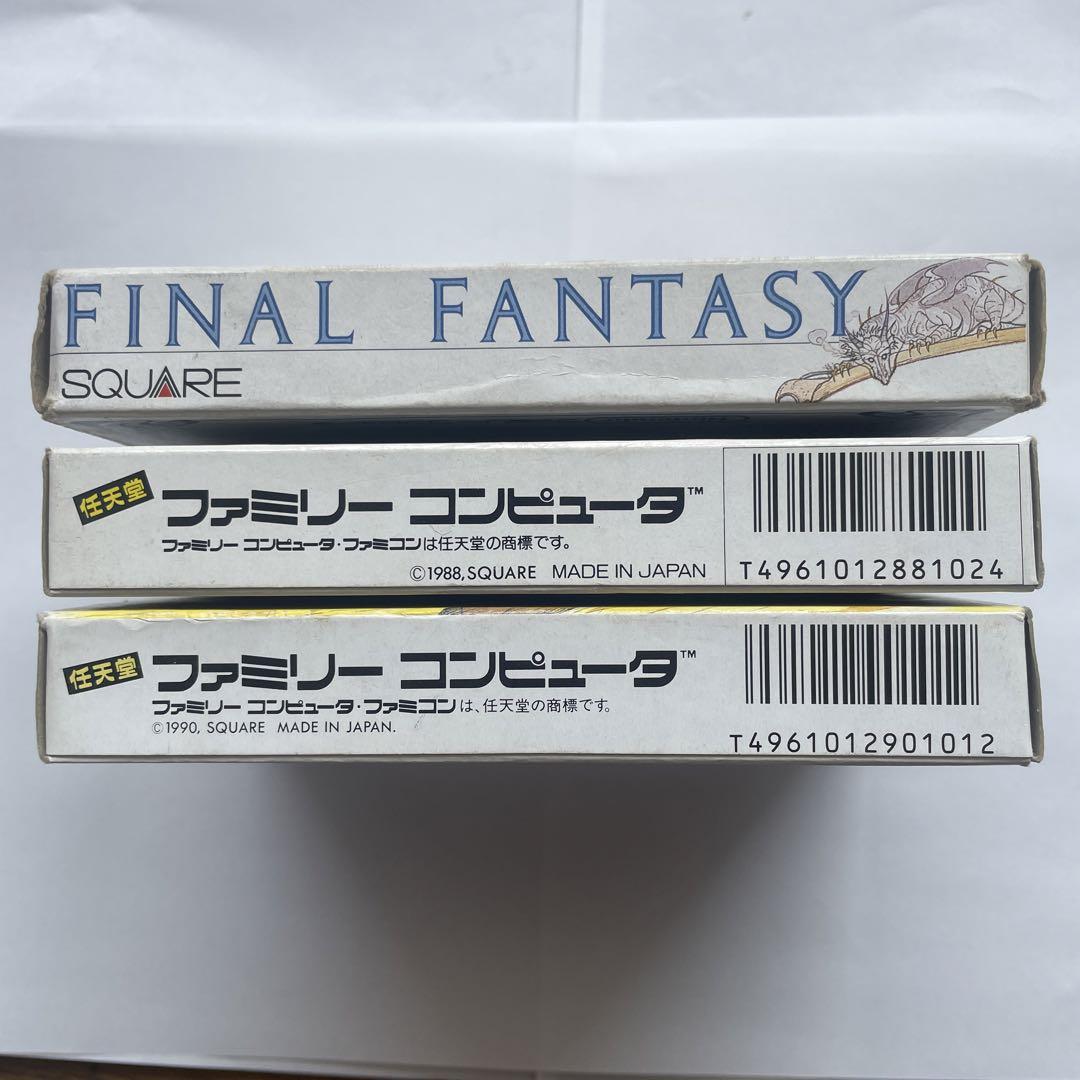 FINAL FANTASY
SQUARE
任天堂 ファミリー コンピュータ™
ファミリー コンピュータ・ファミコンは任天堂の商標です。
©1988, SQUARE MADE IN JAPAN
T4961012881024
任天堂 ファミリー コンピュータ™
ファミリー コンピュータ・ファミコンは、任天堂の商標です。
©1990, SQUARE MADE IN JAPAN.
T4961012901012